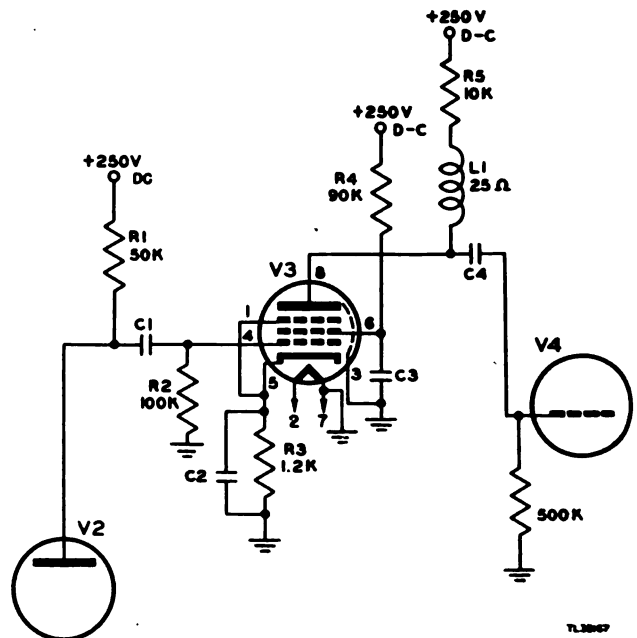 +250V
D-C
R5
10K
+250V
D-C
L1
25 Ω
R4
90K
+250V
DC
R1
50K
V3
8
C4
1
C1
4
6
V4
R2
100K
5
3
C3
2
7
C2
R3
1.2K
500K
V2